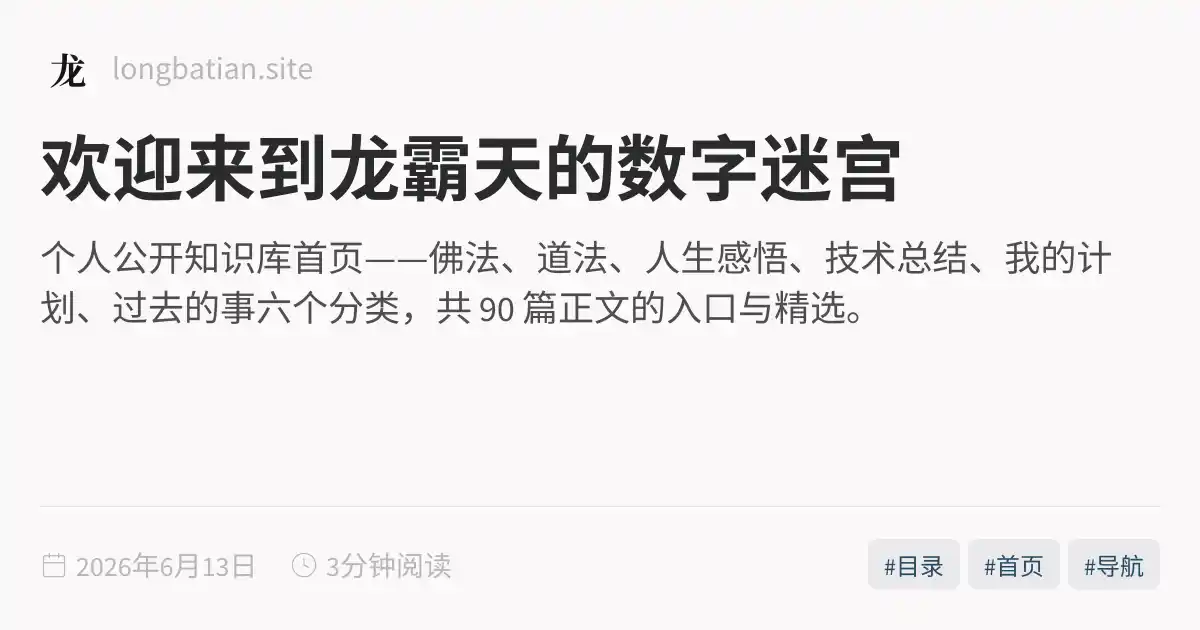 龙 longbatian.site
欢迎来到龙霸天的数字迷宫
个人公开知识库首页——佛法、道法、人生感悟、技术总结、我的计
划、过去的事六个分类，共 90 篇正文的入口与精选。
2026年6月13日 3分钟阅读 #目录 #首页 #导航